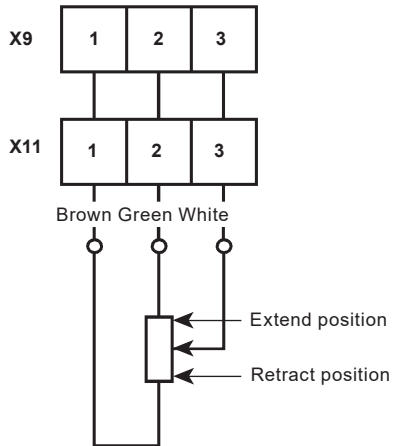 X9 1 2 3
X11 1 2 3
Brown Green White
Extend position
Retract position